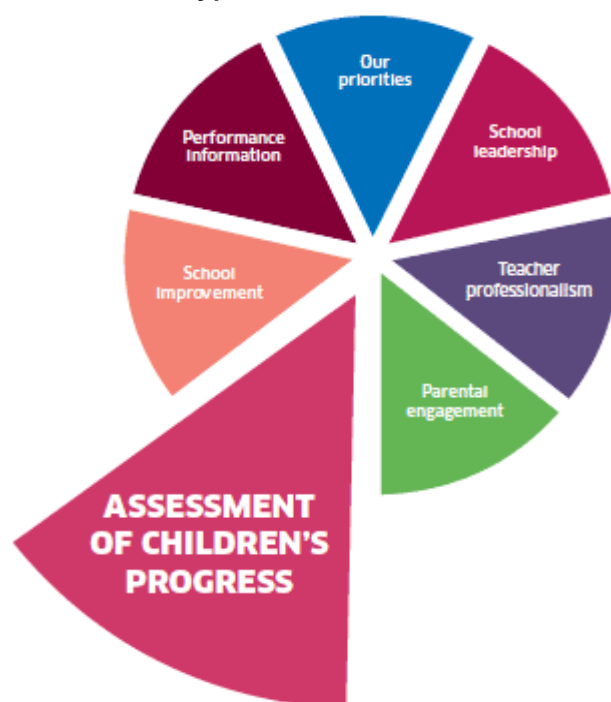 Our
priorities
School
leadership
Performance
information
Teacher
professionalism
School
improvement
Parental
engagement
ASSESSMENT
OF CHILDREN'S
PROGRESS